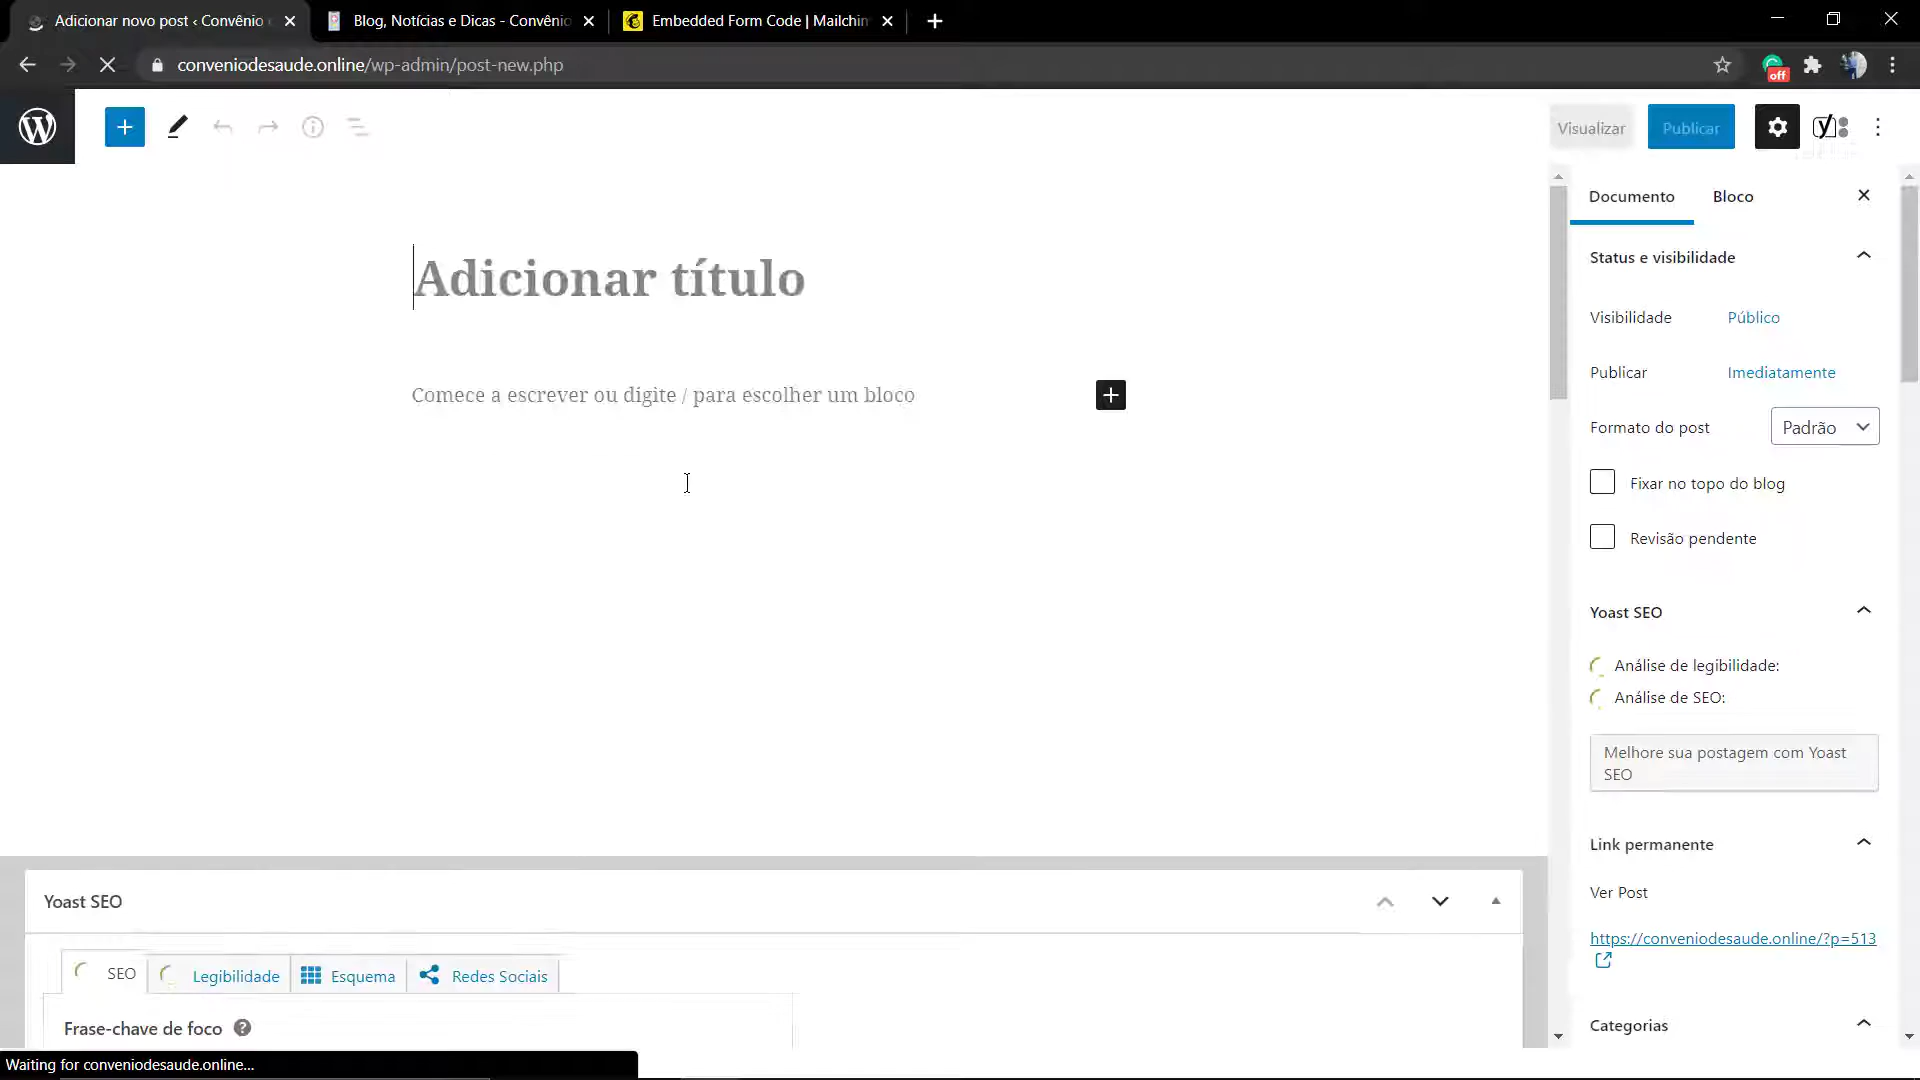 Adicionar novo post ‹ Convênio
Blog, Notícias e Dicas - Convênio
Embedded Form Code | Mailchim
conveniodesaude.online/wp-admin/post-new.php
off
Visualizar
Publicar
Documento
Bloco
Adicionar título
Status e visibilidade
Visibilidade
Público
Publicar
Imediatamente
Comece a escrever ou digite / para escolher um bloco
Formato do post
Padrão
Fixar no topo do blog
Revisão pendente
Yoast SEO
Análise de legibilidade:
Análise de SEO:
Melhore sua postagem com Yoast
SEO
Link permanente
Ver Post
https://conveniodesaude.online/?p=513
Categorias
Yoast SEO
SEO
Legibilidade
Esquema
Redes Sociais
Frase-chave de foco
Waiting for conveniodesaude.online...